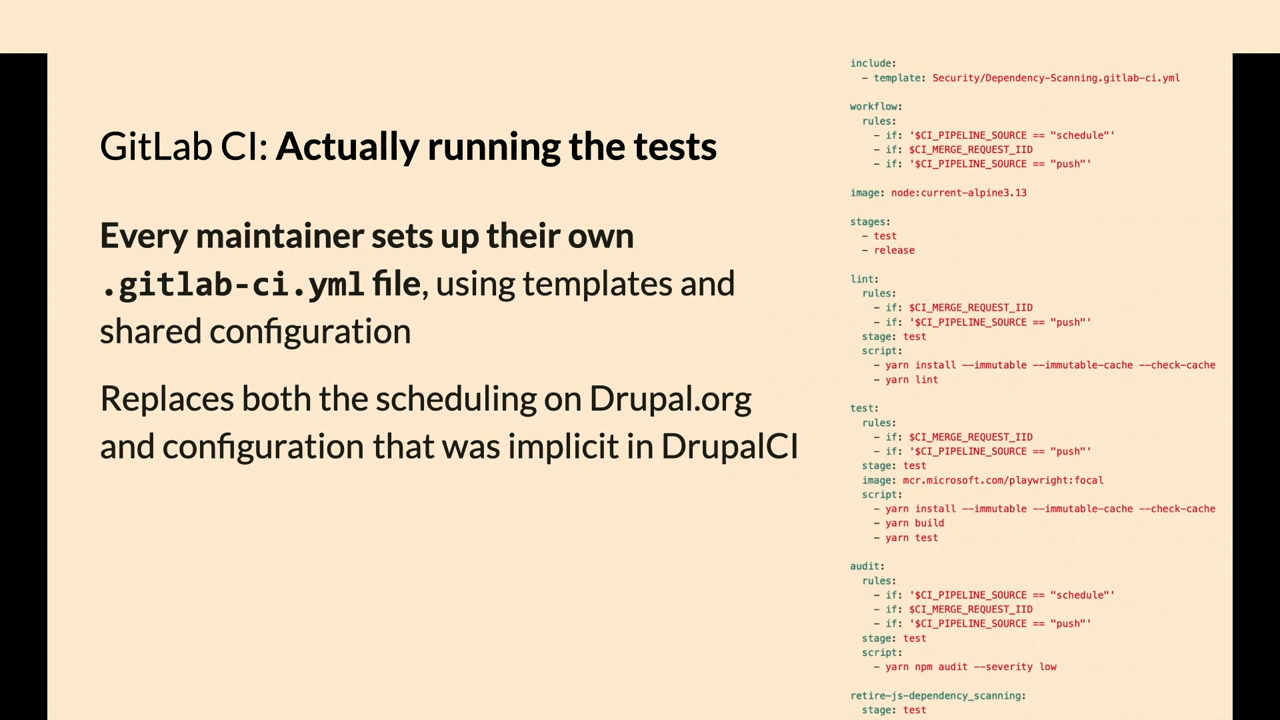 GitLab CI: Actually running the tests
Every maintainer sets up their own
.gitlab-ci.yml file, using templates and
shared configuration
Replaces both the scheduling on Drupal.org
and configuration that was implicit in DrupalCI
include:
  - template: Security/Dependency-Scanning.gitlab-ci.yml
workflow:
  rules:
    - if: '$CI_PIPELINE_SOURCE == "schedule"'
    - if: $CI_MERGE_REQUEST_IID
    - if: '$CI_PIPELINE_SOURCE == "push"'
image: node:current-alpine3.13
stages:
  - test
  - release
lint:
  rules:
    - if: $CI_MERGE_REQUEST_IID
    - if: '$CI_PIPELINE_SOURCE == "push"'
  stage: test
  script:
    - yarn install --immutable --immutable-cache --check-cache
    - yarn lint
test:
  rules:
    - if: $CI_MERGE_REQUEST_IID
    - if: '$CI_PIPELINE_SOURCE == "push"'
  stage: test
  image: mcr.microsoft.com/playwright:focal
  script:
    - yarn install --immutable --immutable-cache --check-cache
    - yarn build
    - yarn test
audit:
  rules:
    - if: '$CI_PIPELINE_SOURCE == "schedule"'
    - if: $CI_MERGE_REQUEST_IID
    - if: '$CI_PIPELINE_SOURCE == "push"'
  stage: test
  script:
    - yarn npm audit --severity low
retire-js-dependency_scanning:
  stage: test